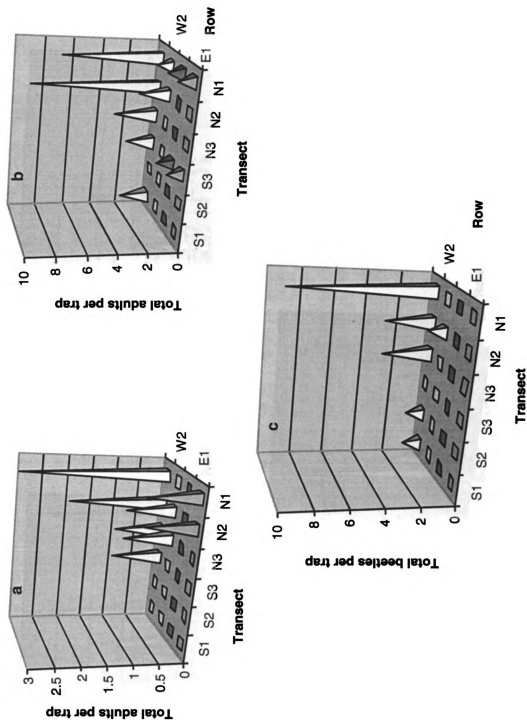 a
Total adults per trap
3
2.5
2
1.5
1
0.5
0
S1
S2
S3
N3
N2
N1
E1
W2
Transect
b
Total adults per trap
10
8
6
4
2
0
S1
S2
S3
N3
N2
N1
E1
W2
Transect
Row
c
Total beetles per trap
10
8
6
4
2
0
S1
S2
S3
N3
N2
N1
E1
W2
Transect
Row